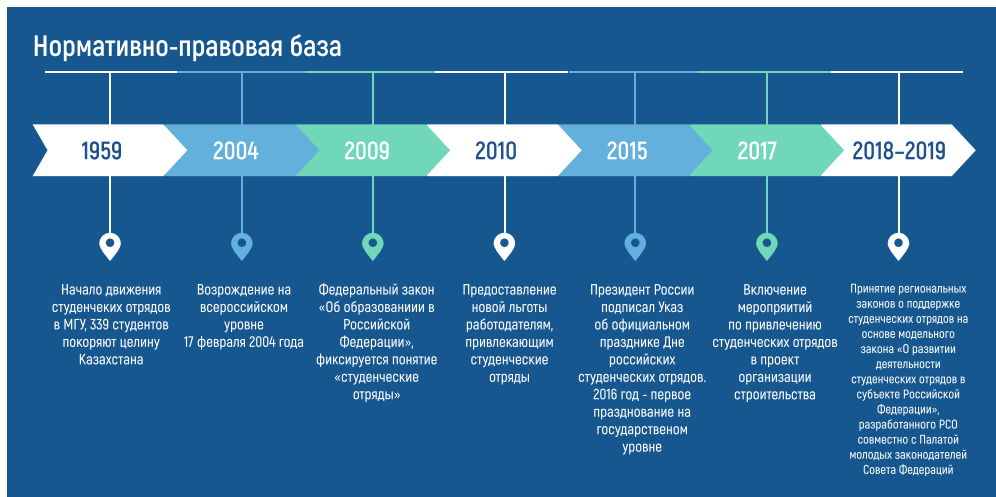 Нормативно-правовая база
1959
2004
2009
2010
2015
2017
2018–2019
Начало движения
студенчеких отрядов
в МГУ, 339 студентов
покоряют целину
Казахстана
Возрождение на
всероссийском
уровне
17 февраля 2004 года
Федеральный закон
«Об образованиии в
Российской
Федерации»,
фиксируется понятие
«студенческие
отряды»
Предоставление
новой льготы
работодателям,
привлекающим
студенческие
отряды
Президент России
подписал Указ
об официальном
празднике Дне
российских
студенческих отрядов.
2016 год - первое
празднование на
государственом
уровне
Включение
мероприятий
по привлечению
студенческих отрядов
в проект
организации
строительства
Принятие региональных
законов о поддержке
студенческих отрядов на
основе модельного
закона «О развитии
деятельности
студенческих отрядов в
субъекте Российской
Федерации»,
разработанного РСО
совместно с Палатой
молодых законодателей
Совета Федераций